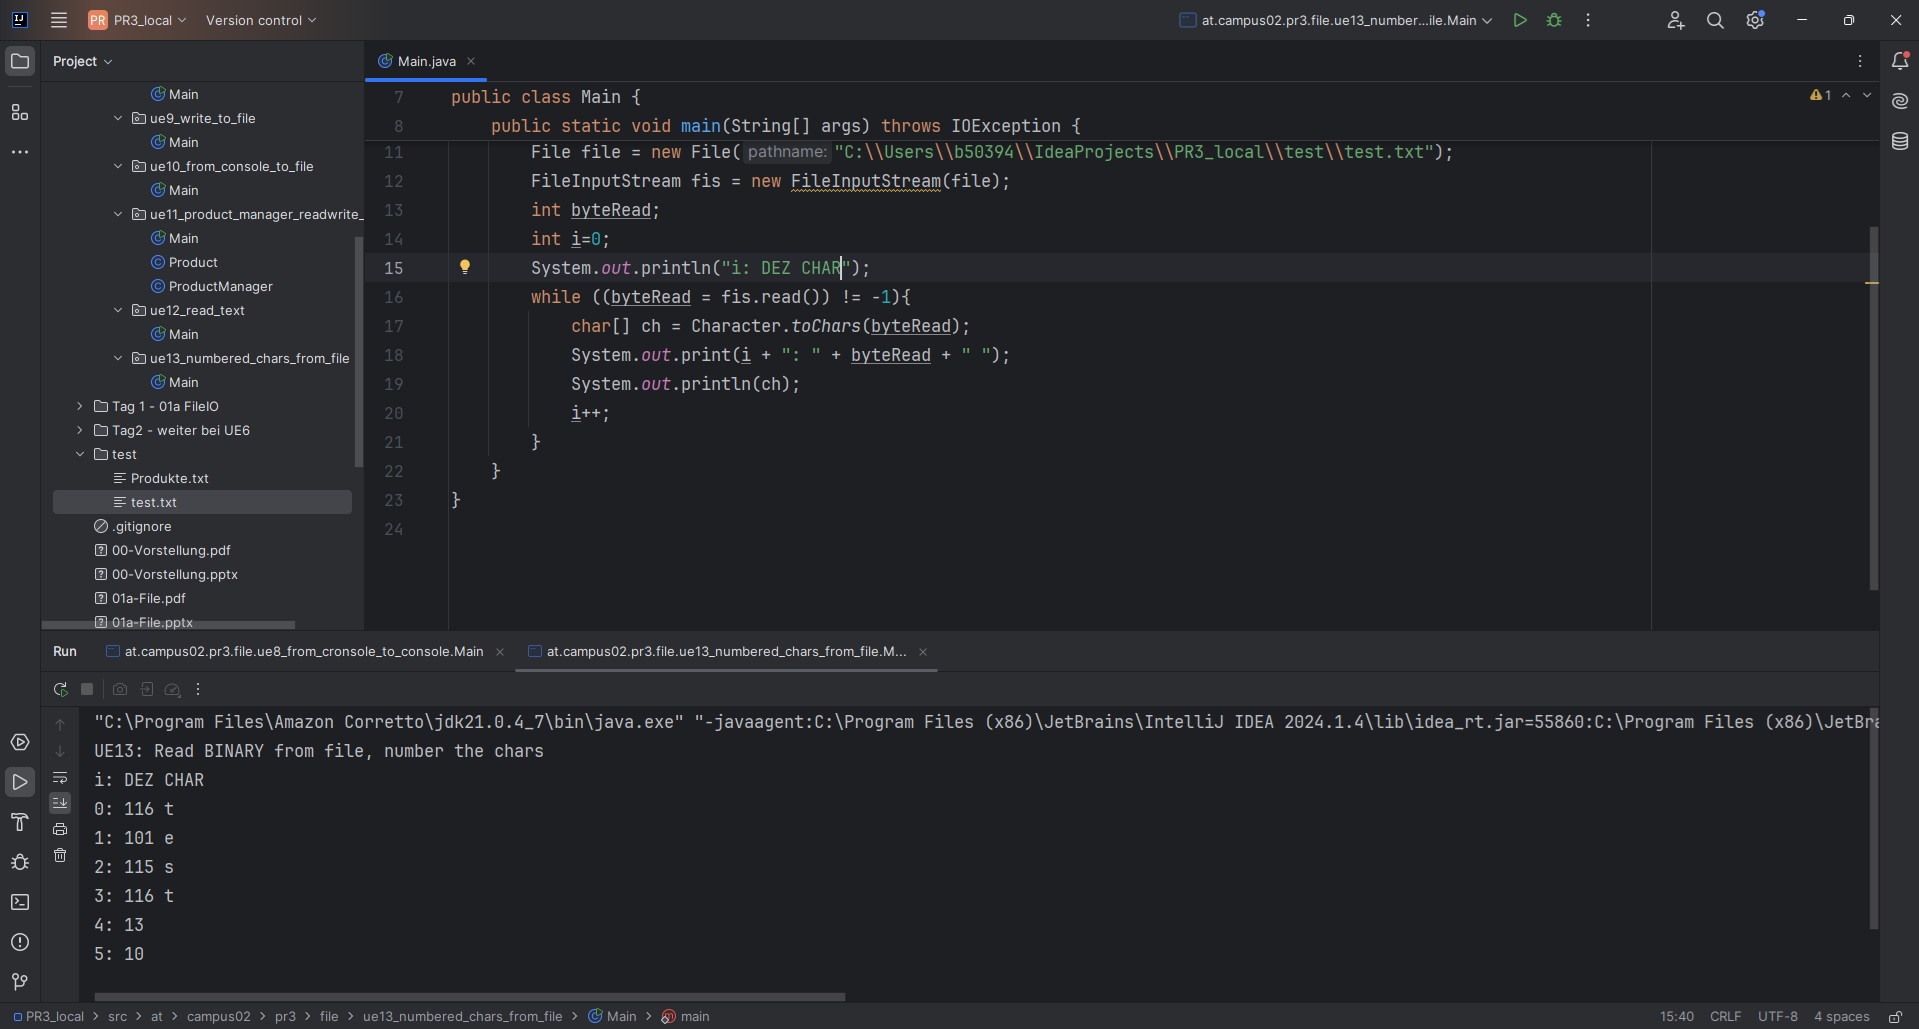 PR PR3_local Version control at.campus02.pr3.file.ue13_number...ile.Main
Project
Main.java
Main
ue9_write_to_file
Main
ue10_from_console_to_file
Main
ue11_product_manager_readwrite_
Main
Product
ProductManager
ue12_read_text
Main
ue13_numbered_chars_from_file
Main
Tag 1 - 01a FileIO
Tag2 - weiter bei UE6
test
Produkte.txt
test.txt
.gitignore
00-Vorstellung.pdf
00-Vorstellung.pptx
01a-File.pdf
01a-File.pptx
1
7 public class Main {
8 public static void main(String[] args) throws IOException {
11 File file = new File( pathname: "C:\\Users\\b50394\\IdeaProjects\\PR3_local\\test\\test.txt");
12 FileInputStream fis = new FileInputStream(file);
13 int byteRead;
14 int i=0;
15 System.out.println("i: DEZ CHAR");
16 while ((byteRead = fis.read()) != -1){
17 char[] ch = Character.toChars(byteRead);
18 System.out.print(i + ": " + byteRead + " ");
19 System.out.println(ch);
20 i++;
21 }
22 }
23 }
24
Run at.campus02.pr3.file.ue8_from_cronsole_to_console.Main at.campus02.pr3.file.ue13_numbered_chars_from_file.M...
"C:\Program Files\Amazon Corretto\jdk21.0.4_7\bin\java.exe" "-javaagent:C:\Program Files (x86)\JetBrains\IntelliJ IDEA 2024.1.4\lib\idea_rt.jar=55860:C:\Program Files (x86)\JetBra
UE13: Read BINARY from file, number the chars
i: DEZ CHAR
0: 116 t
1: 101 e
2: 115 s
3: 116 t
4: 13
5: 10
PR3_local > src > at > campus02 > pr3 > file > ue13_numbered_chars_from_file > Main > main 15:40 CRLF UTF-8 4 spaces